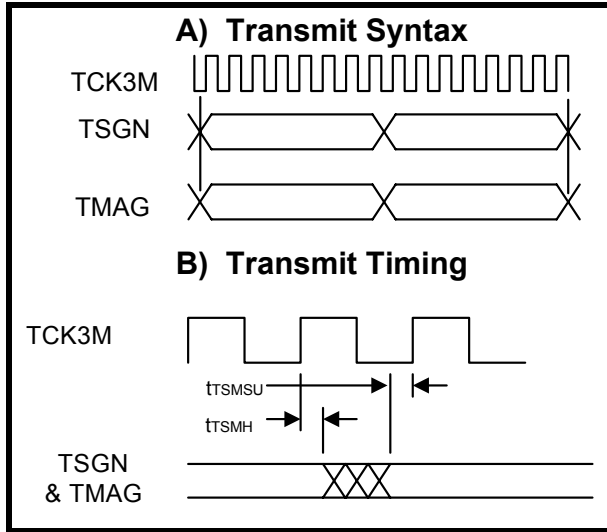 A) Transmit Syntax
TCK3M
TSGN
TMAG
B) Transmit Timing
TCK3M
tTSMSU
tTSMH
TSGN
& TMAG